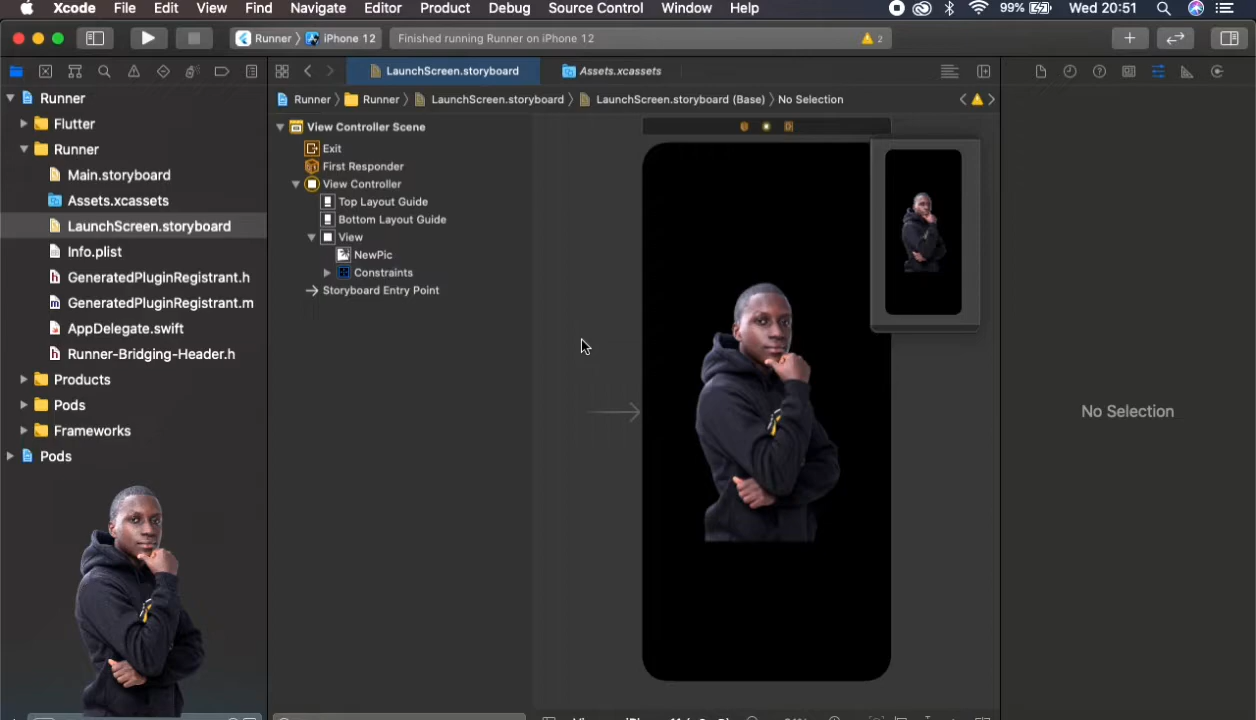 Xcode File Edit View Find Navigate Editor Product Debug Source Control Window Help 99% Wed 20:51
Runner iPhone 12 Finished running Runner on iPhone 12 2
LaunchScreen.storyboard Assets.xcassets
Runner Runner LaunchScreen.storyboard LaunchScreen.storyboard (Base) No Selection
Runner
Flutter
Runner
Main.storyboard
Assets.xcassets
LaunchScreen.storyboard
Info.plist
GeneratedPluginRegistrant.h
GeneratedPluginRegistrant.m
AppDelegate.swift
Runner-Bridging-Header.h
Products
Pods
Frameworks
Pods
View Controller Scene
Exit
First Responder
View Controller
Top Layout Guide
Bottom Layout Guide
View
NewPic
Constraints
Storyboard Entry Point
No Selection